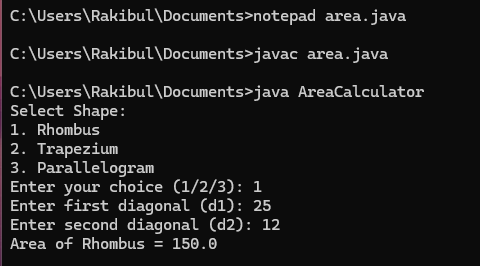 C:\Users\Rakibul\Documents>notepad area.java
C:\Users\Rakibul\Documents>javac area.java
C:\Users\Rakibul\Documents>java AreaCalculator
Select Shape:
1. Rhombus
2. Trapezium
3. Parallelogram
Enter your choice (1/2/3): 1
Enter first diagonal (d1): 25
Enter second diagonal (d2): 12
Area of Rhombus = 150.0